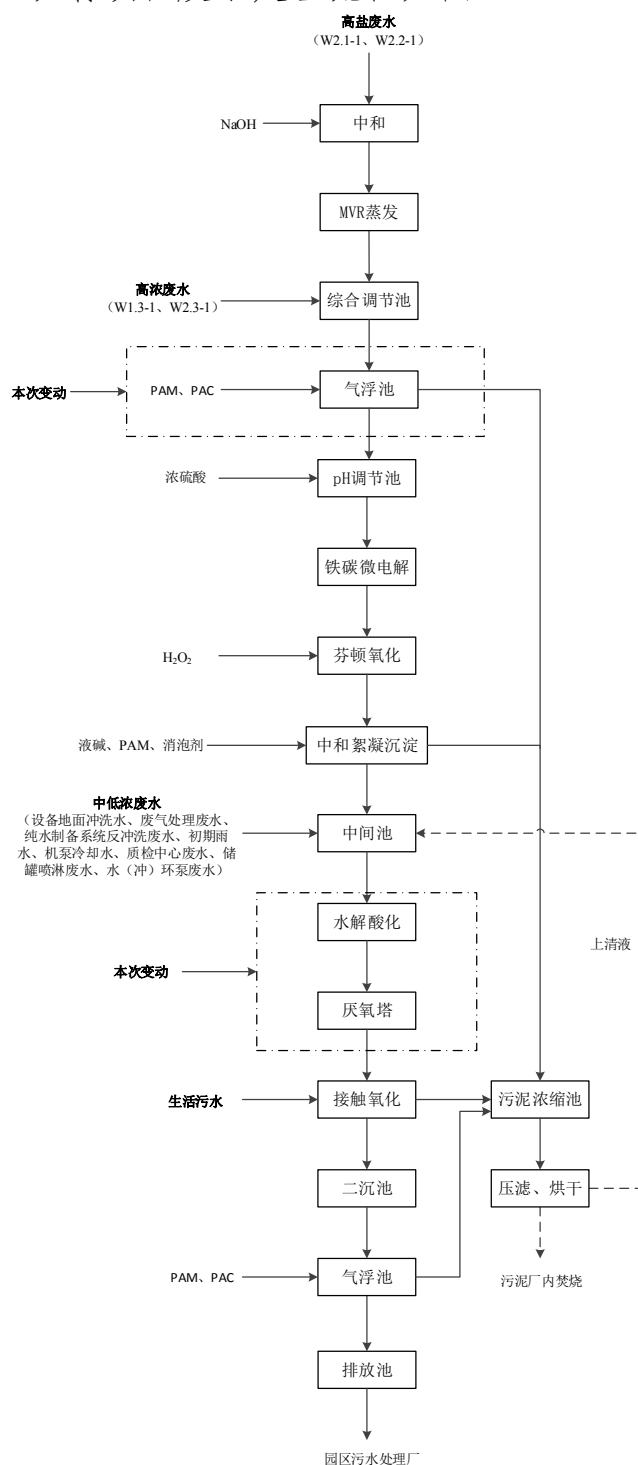 高盐废水
（W2.1-1、W2.2-1）
NaOH
中和
MVR蒸发
高浓废水
（W1.3-1、W2.3-1）
综合调节池
本次变动
PAM、PAC
气浮池
浓硫酸
pH调节池
铁碳微电解
H₂O₂
芬顿氧化
液碱、PAM、消泡剂
中和絮凝沉淀
中低浓废水
（设备地面冲洗水、废气处理废水、
纯水制备系统反冲洗废水、初期雨
水、机泵冷却水、质检中心废水、储
罐喷淋废水、水（冲）环泵废水）
中间池
水解酸化
上清液
本次变动
厌氧塔
生活污水
接触氧化
污泥浓缩池
二沉池
压滤、烘干
PAM、PAC
气浮池
污泥厂内焚烧
排放池
园区污水处理厂